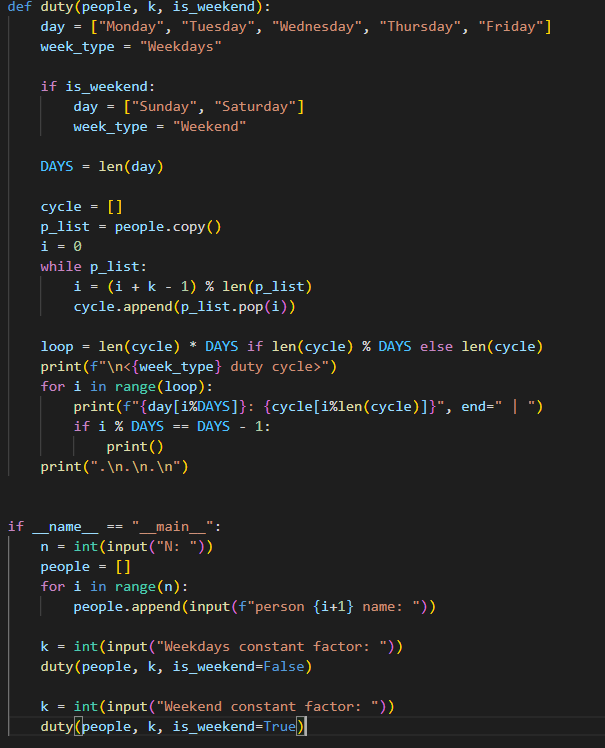 def duty(people, k, is_weekend):
    day = ["Monday", "Tuesday", "Wednesday", "Thursday", "Friday"]
    week_type = "Weekdays"

    if is_weekend:
        day = ["Sunday", "Saturday"]
        week_type = "Weekend"

    DAYS = len(day)

    cycle = []
    p_list = people.copy()
    i = 0
    while p_list:
        i = (i + k - 1) % len(p_list)
        cycle.append(p_list.pop(i))

    loop = len(cycle) * DAYS if len(cycle) % DAYS else len(cycle)
    print(f"\n<{week_type} duty cycle>")
    for i in range(loop):
        print(f"{day[i%DAYS]}: {cycle[i%len(cycle)]}", end=" | ")
        if i % DAYS == DAYS - 1:
            print()
    print(".\n.\n.\n")


if __name__ == "__main__":
    n = int(input("N: "))
    people = []
    for i in range(n):
        people.append(input(f"person {i+1} name: "))

    k = int(input("Weekdays constant factor: "))
    duty(people, k, is_weekend=False)

    k = int(input("Weekend constant factor: "))
    duty(people, k, is_weekend=True)